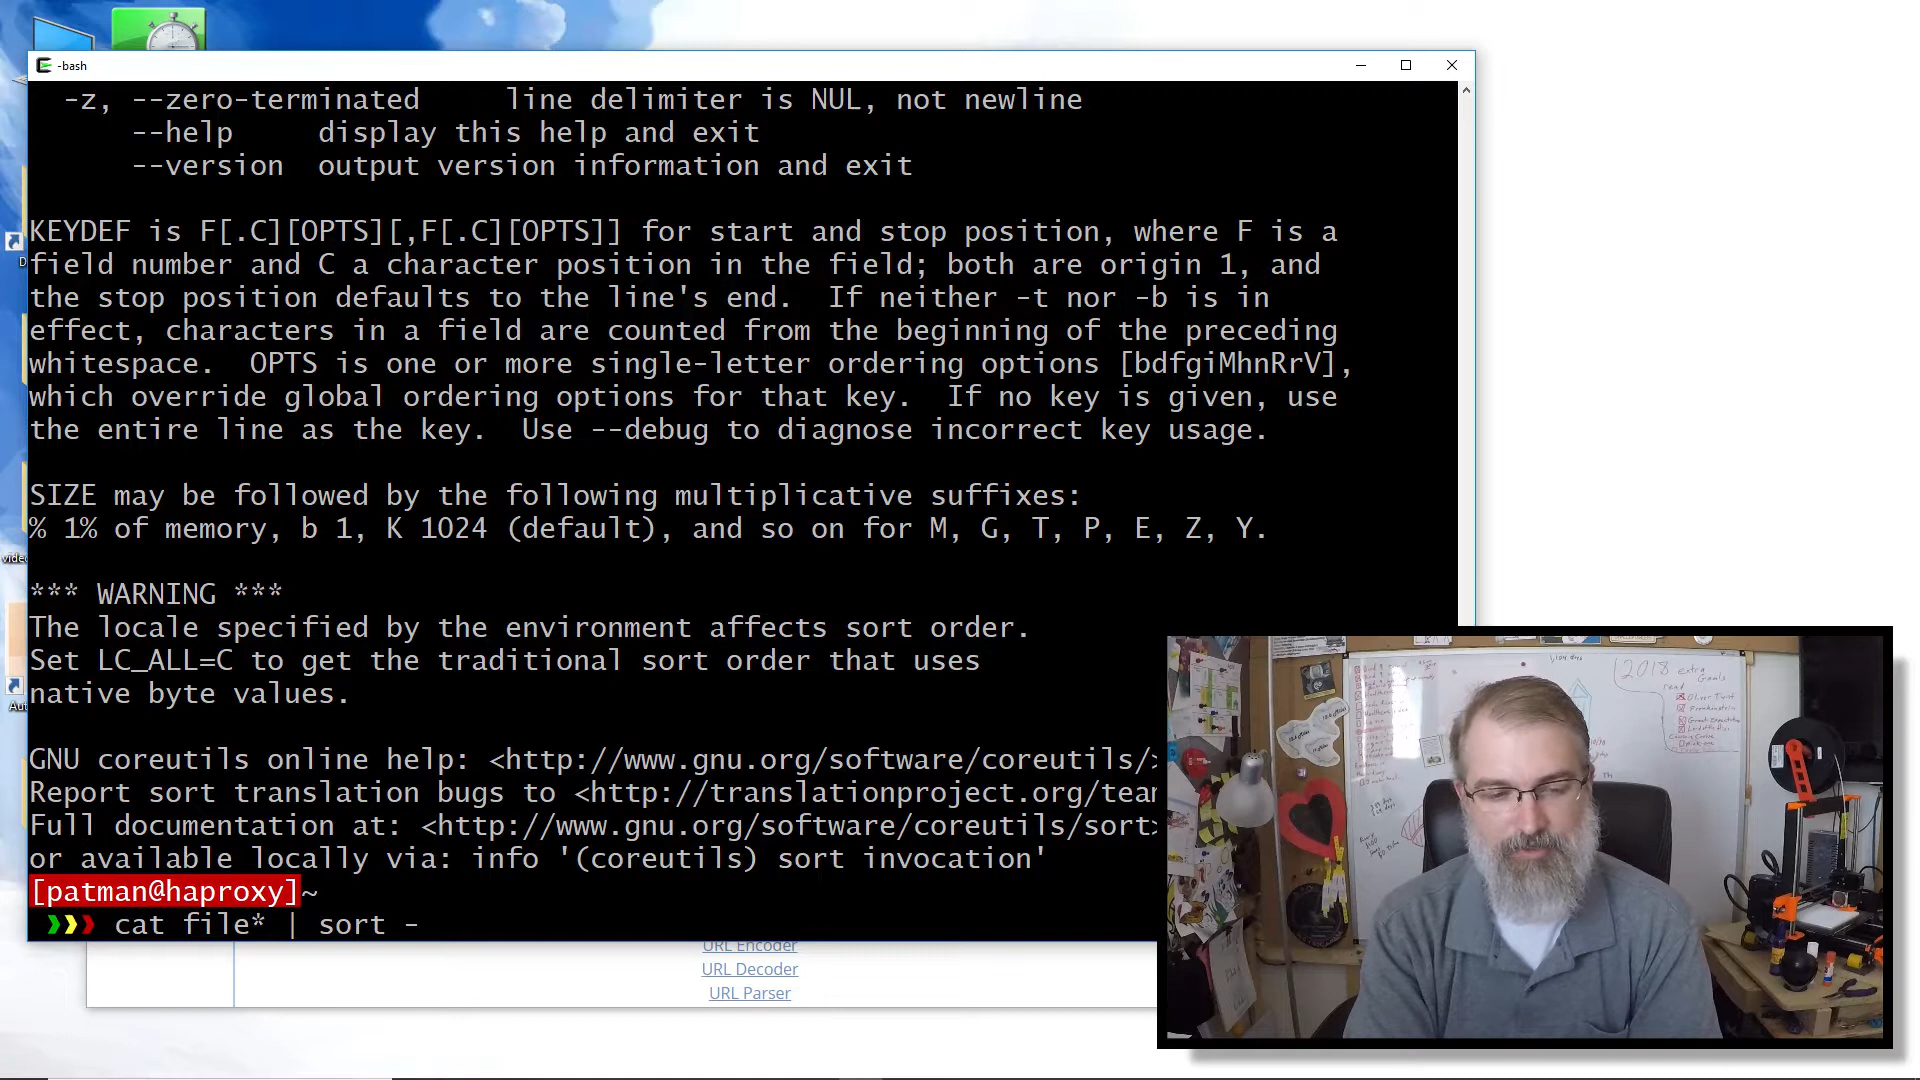 -bash
-z, --zero-terminated     line delimiter is NUL, not newline
--help     display this help and exit
--version  output version information and exit
KEYDEF is F[.C][OPTS][,F[.C][OPTS]] for start and stop position, where F is a
field number and C a character position in the field; both are origin 1, and
the stop position defaults to the line's end.  If neither -t nor -b is in
effect, characters in a field are counted from the beginning of the preceding
whitespace.  OPTS is one or more single-letter ordering options [bdfgiMhnRrV],
which override global ordering options for that key.  If no key is given, use
the entire line as the key.  Use --debug to diagnose incorrect key usage.
SIZE may be followed by the following multiplicative suffixes:
% 1% of memory, b 1, K 1024 (default), and so on for M, G, T, P, E, Z, Y.
*** WARNING ***
The locale specified by the environment affects sort order.
Set LC_ALL=C to get the traditional sort order that uses
native byte values.
GNU coreutils online help: <http://www.gnu.org/software/coreutils/>
Report sort translation bugs to <http://translationproject.org/tea
Full documentation at: <http://www.gnu.org/software/coreutils/sort>
or available locally via: info '(coreutils) sort invocation'
[patman@haproxy]~
cat file* | sort -
URL Encoder
URL Decoder
URL Parser
2018 extra
Goals
read
Oliver Twist
Frankenstein